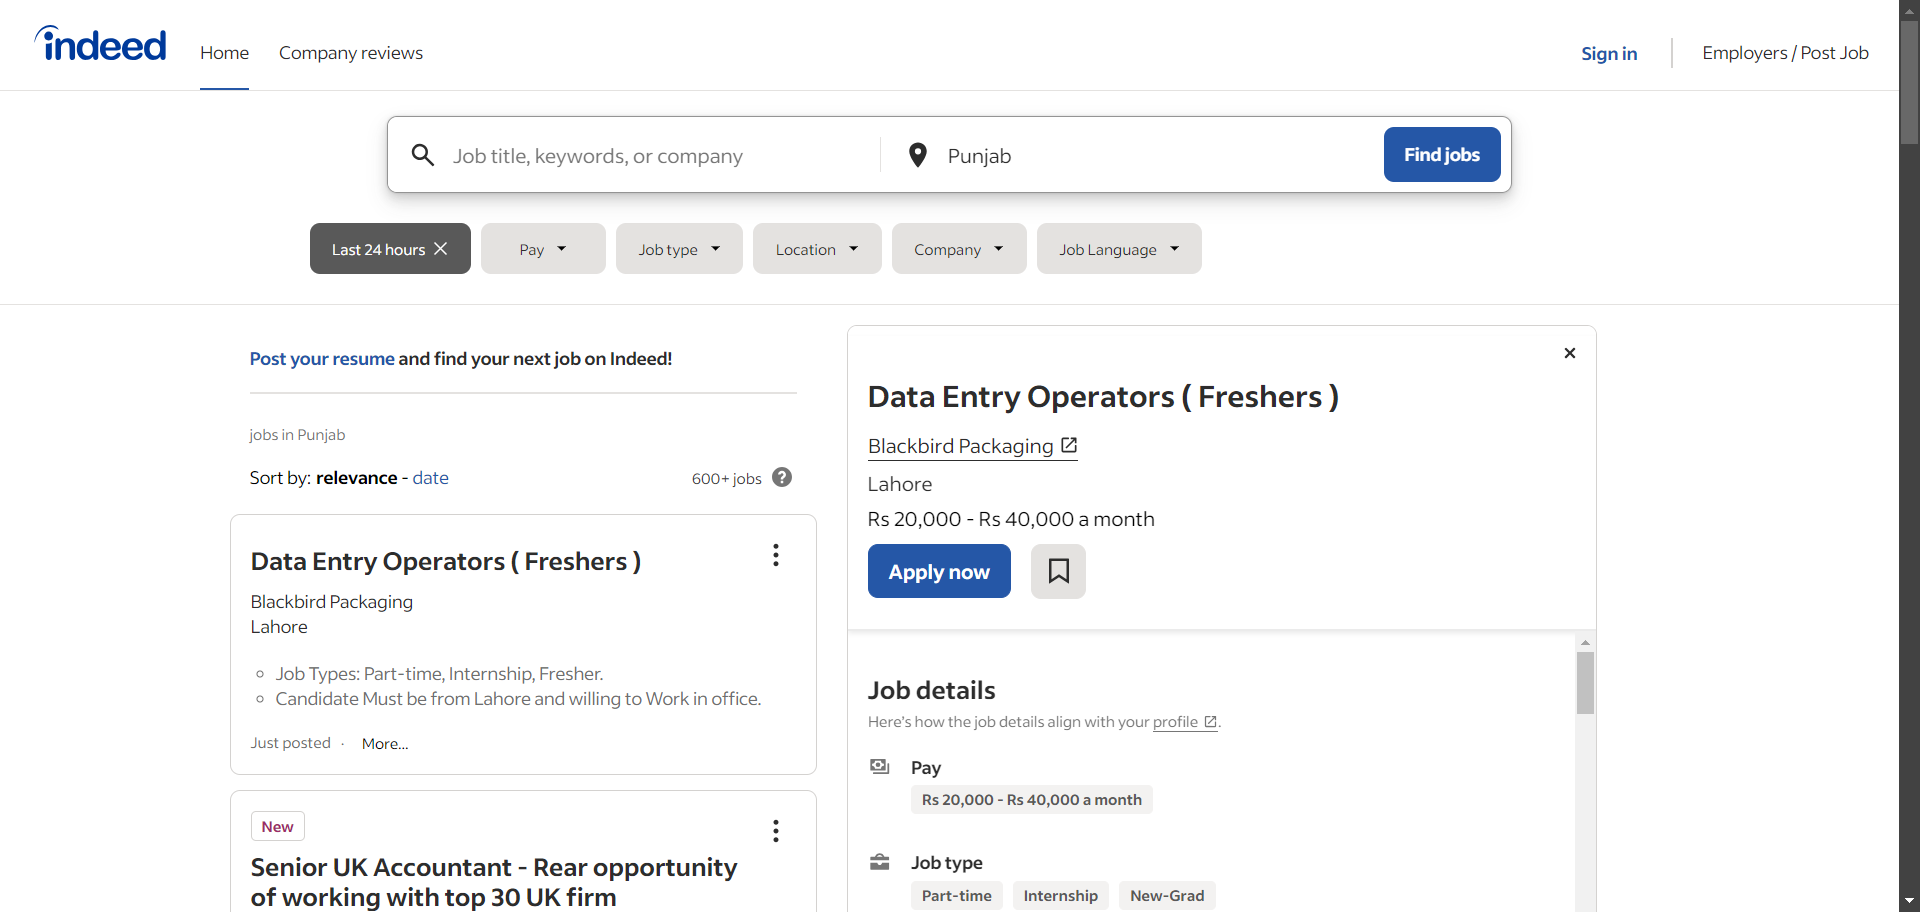 indeed
Home
Company reviews
Sign in
Employers / Post Job
Job title, keywords, or company
Punjab
Find jobs
Last 24 hours
Pay
Job type
Location
Company
Job Language
Post your resume and find your next job on Indeed!
jobs in Punjab
Sort by: relevance - date
600+ jobs
?
Data Entry Operators ( Freshers )
Blackbird Packaging
Lahore
Job Types: Part-time, Internship, Fresher.
Candidate Must be from Lahore and willing to Work in office.
Just posted · More...
New
Senior UK Accountant - Rear opportunity
of working with top 30 UK firm
Data Entry Operators ( Freshers )
Blackbird Packaging
Lahore
Rs 20,000 - Rs 40,000 a month
Apply now
Job details
Here's how the job details align with your profile.
Pay
Rs 20,000 - Rs 40,000 a month
Job type
Part-time
Internship
New-Grad